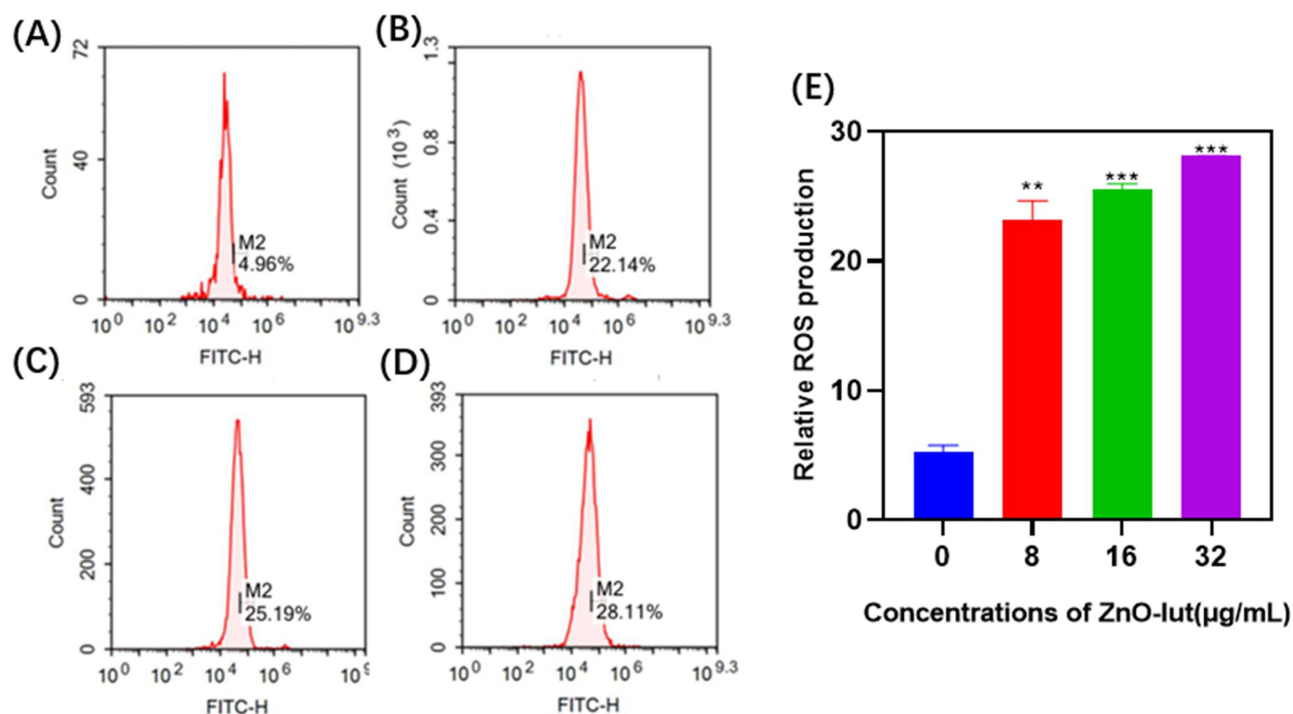 (A)
72
40
0
Count
M2
4.96%
10^0 10^2 10^4 10^6 10^9.3
FITC-H
(B)
1.3
0.8
0.4
0
Count (10^3)
M2
22.14%
10^0 10^2 10^4 10^6 10^9.3
FITC-H
(C)
593
400
200
0
Count
M2
25.19%
10^0 10^2 10^4 10^6
FITC-H
(D)
393
300
200
100
0
Count
M2
28.11%
10^0 10^2 10^4 10^6 10^9.3
FITC-H
(E)
30
20
10
0
Relative ROS production
** *** ***
0 8 16 32
Concentrations of ZnO-lut(μg/mL)